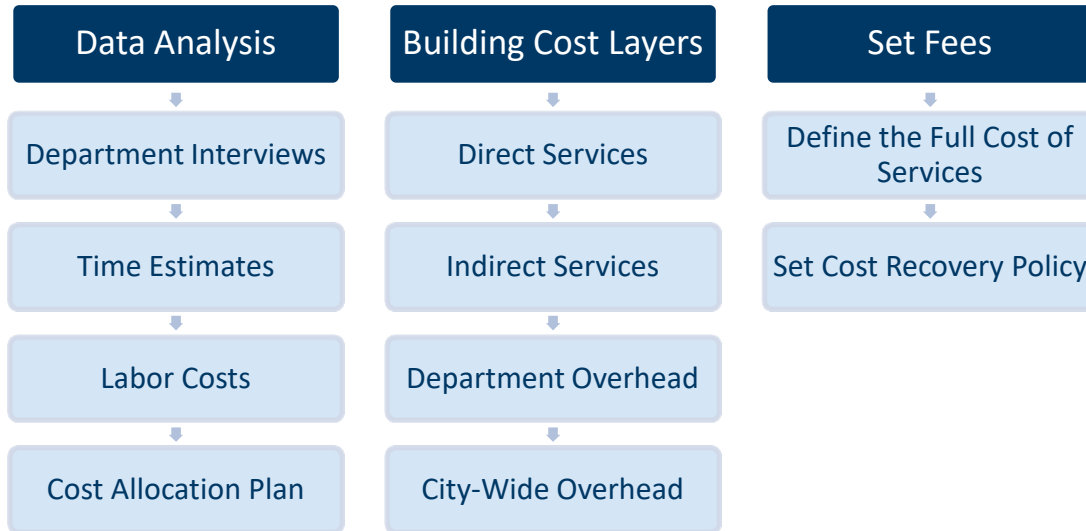 Data Analysis
Department Interviews
Time Estimates
Labor Costs
Cost Allocation Plan
Building Cost Layers
Direct Services
Indirect Services
Department Overhead
City-Wide Overhead
Set Fees
Define the Full Cost of
Services
Set Cost Recovery Policy